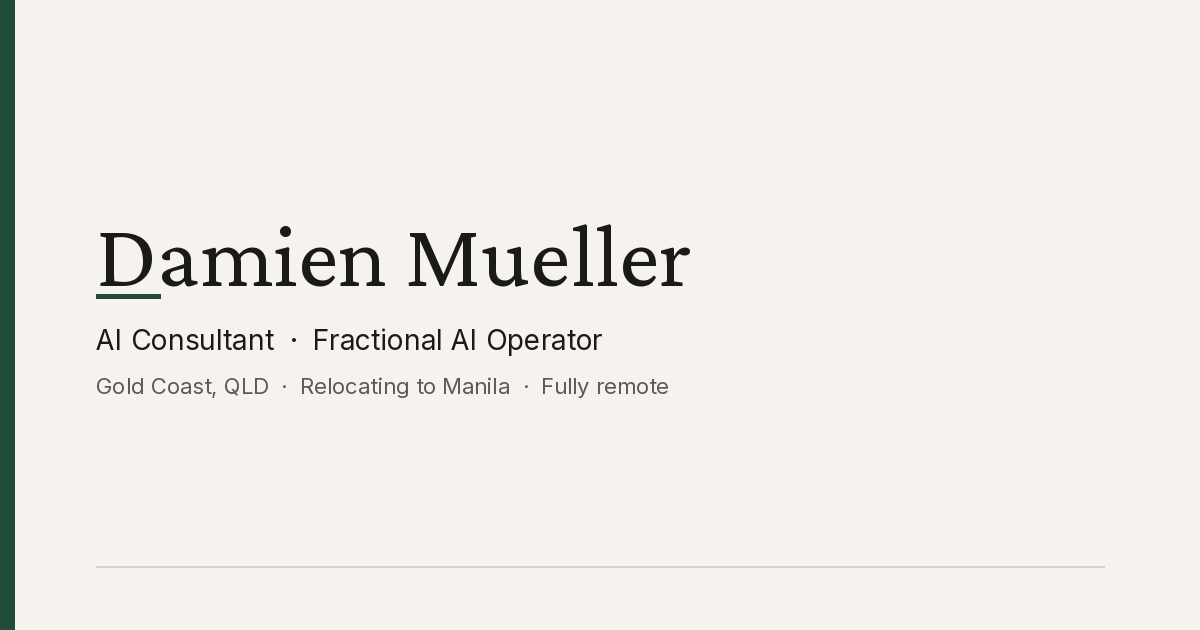 Damien Mueller
AI Consultant · Fractional AI Operator
Gold Coast, QLD · Relocating to Manila · Fully remote